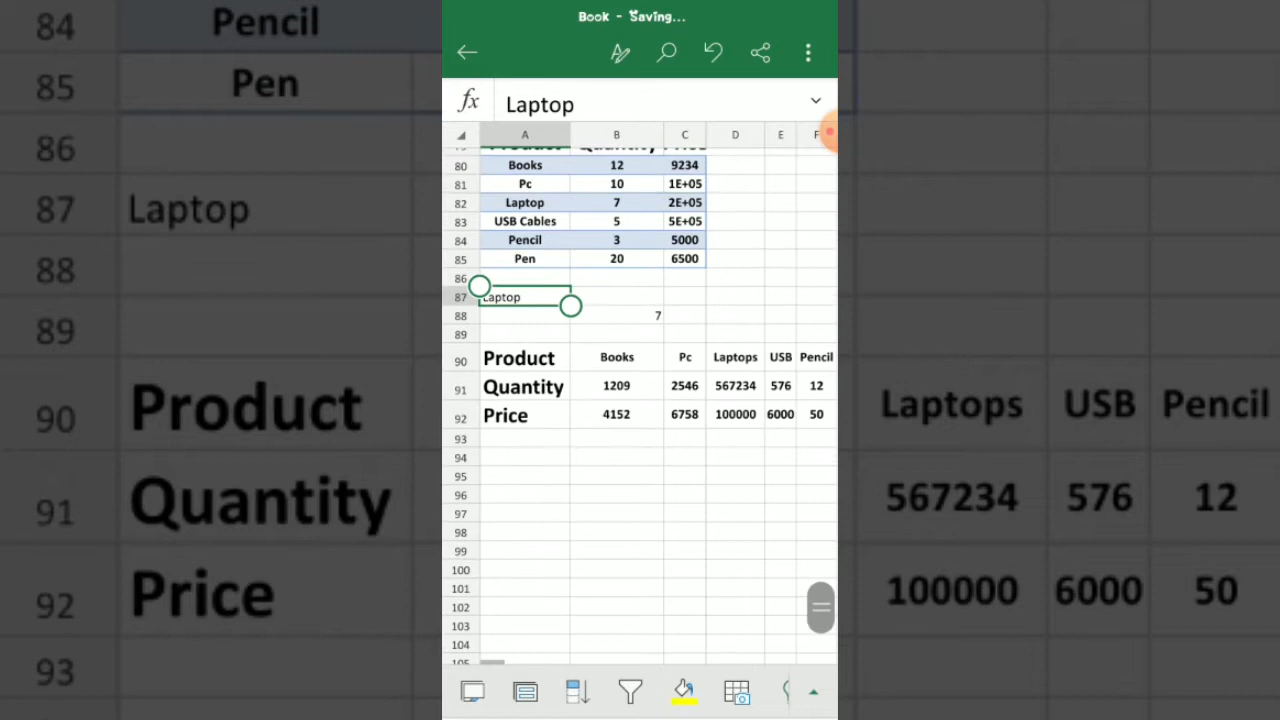 Book - Saving...
fx Laptop
A B C D E F
Product Quantity Price
80 Books 12 9234
81 Pc 10 1E+05
82 Laptop 7 2E+05
83 USB Cables 5 5E+05
84 Pencil 3 5000
85 Pen 20 6500
86
87 Laptop
88 7
89
90 Product Books Pc Laptops USB Pencil
91 Quantity 1209 2546 567234 576 12
92 Price 4152 6758 100000 6000 50
93
94
95
96
97
98
99
100
101
102
103
104
105
84 Pencil
85 Pen
86
87 Laptop
88
89
90 Product Laptops USB Pencil
91 Quantity 567234 576 12
92 Price 100000 6000 50
93